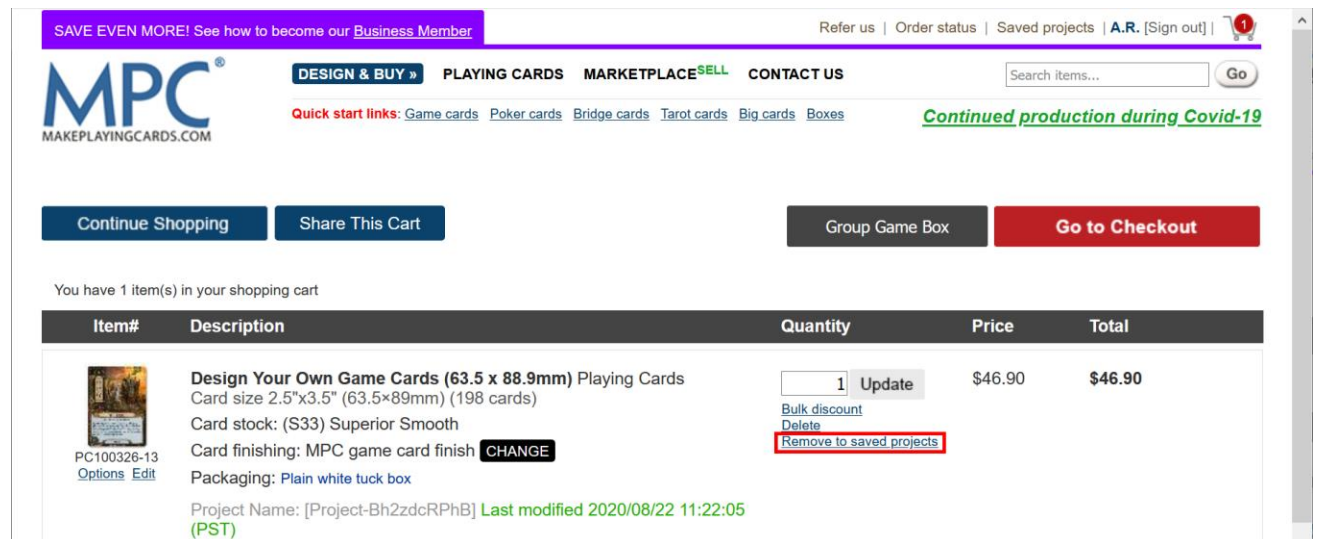 SAVE EVEN MORE! See how to become our Business Member
Refer us | Order status | Saved projects | A.R. [Sign out] | 1
MPC®
MAKEPLAYINGCARDS.COM
DESIGN & BUY » PLAYING CARDS MARKETPLACE SELL CONTACT US
Search items... Go
Quick start links: Game cards Poker cards Bridge cards Tarot cards Big cards Boxes
Continued production during Covid-19
Continue Shopping Share This Cart Group Game Box Go to Checkout
You have 1 item(s) in your shopping cart
Item# Description Quantity Price Total
Design Your Own Game Cards (63.5 x 88.9mm) Playing Cards
Card size 2.5"x3.5" (63.5×89mm) (198 cards)
Card stock: (S33) Superior Smooth
Card finishing: MPC game card finish CHANGE
Packaging: Plain white tuck box
Project Name: [Project-Bh2zdcRPhB] Last modified 2020/08/22 11:22:05
(PST)
PC100326-13
Options Edit
1 Update
Bulk discount
Delete
Remove to saved projects
$46.90 $46.90